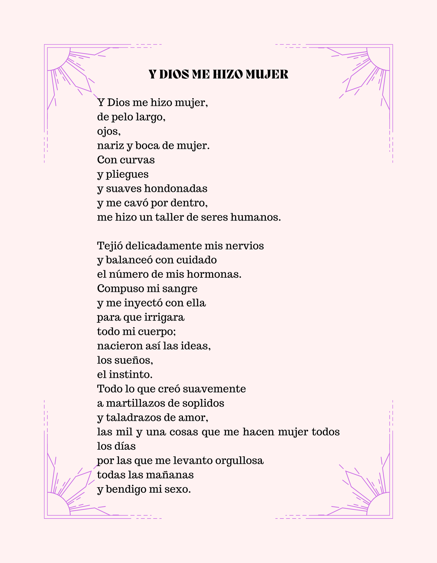 Y DIOS ME HIZO MUJER
Y Dios me hizo mujer,
de pelo largo,
ojos,
nariz y boca de mujer.
Con curvas
y pliegues
y suaves hondonadas
y me cavó por dentro,
me hizo un taller de seres humanos.
Tejió delicadamente mis nervios
y balanceó con cuidado
el número de mis hormonas.
Compuso mi sangre
y me inyectó con ella
para que irrigara
todo mi cuerpo;
nacieron así las ideas,
los sueños,
el instinto.
Todo lo que creó suavemente
a martillazos de soplidos
y taladrazos de amor,
las mil y una cosas que me hacen mujer todos
los días
por las que me levanto orgullosa
todas las mañanas
y bendigo mi sexo.